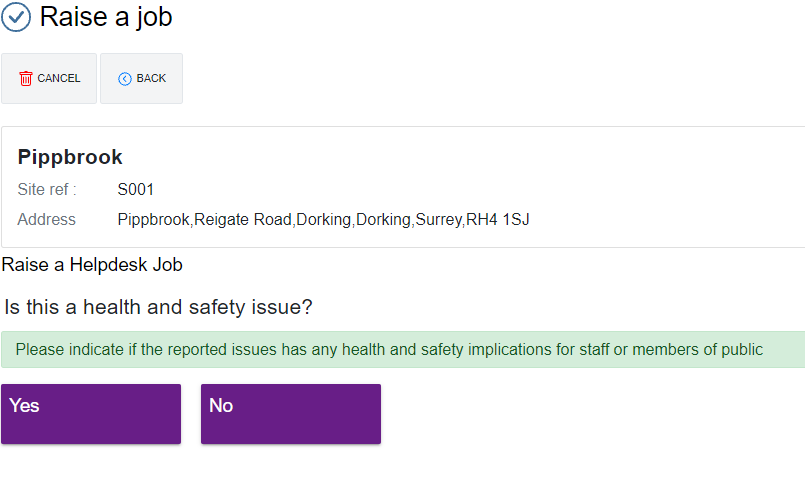 Raise a job
CANCEL BACK
Pippbrook
Site ref : S001
Address Pippbrook,Reigate Road,Dorking,Dorking,Surrey,RH4 1SJ
Raise a Helpdesk Job
Is this a health and safety issue?
Please indicate if the reported issues has any health and safety implications for staff or members of public
Yes No